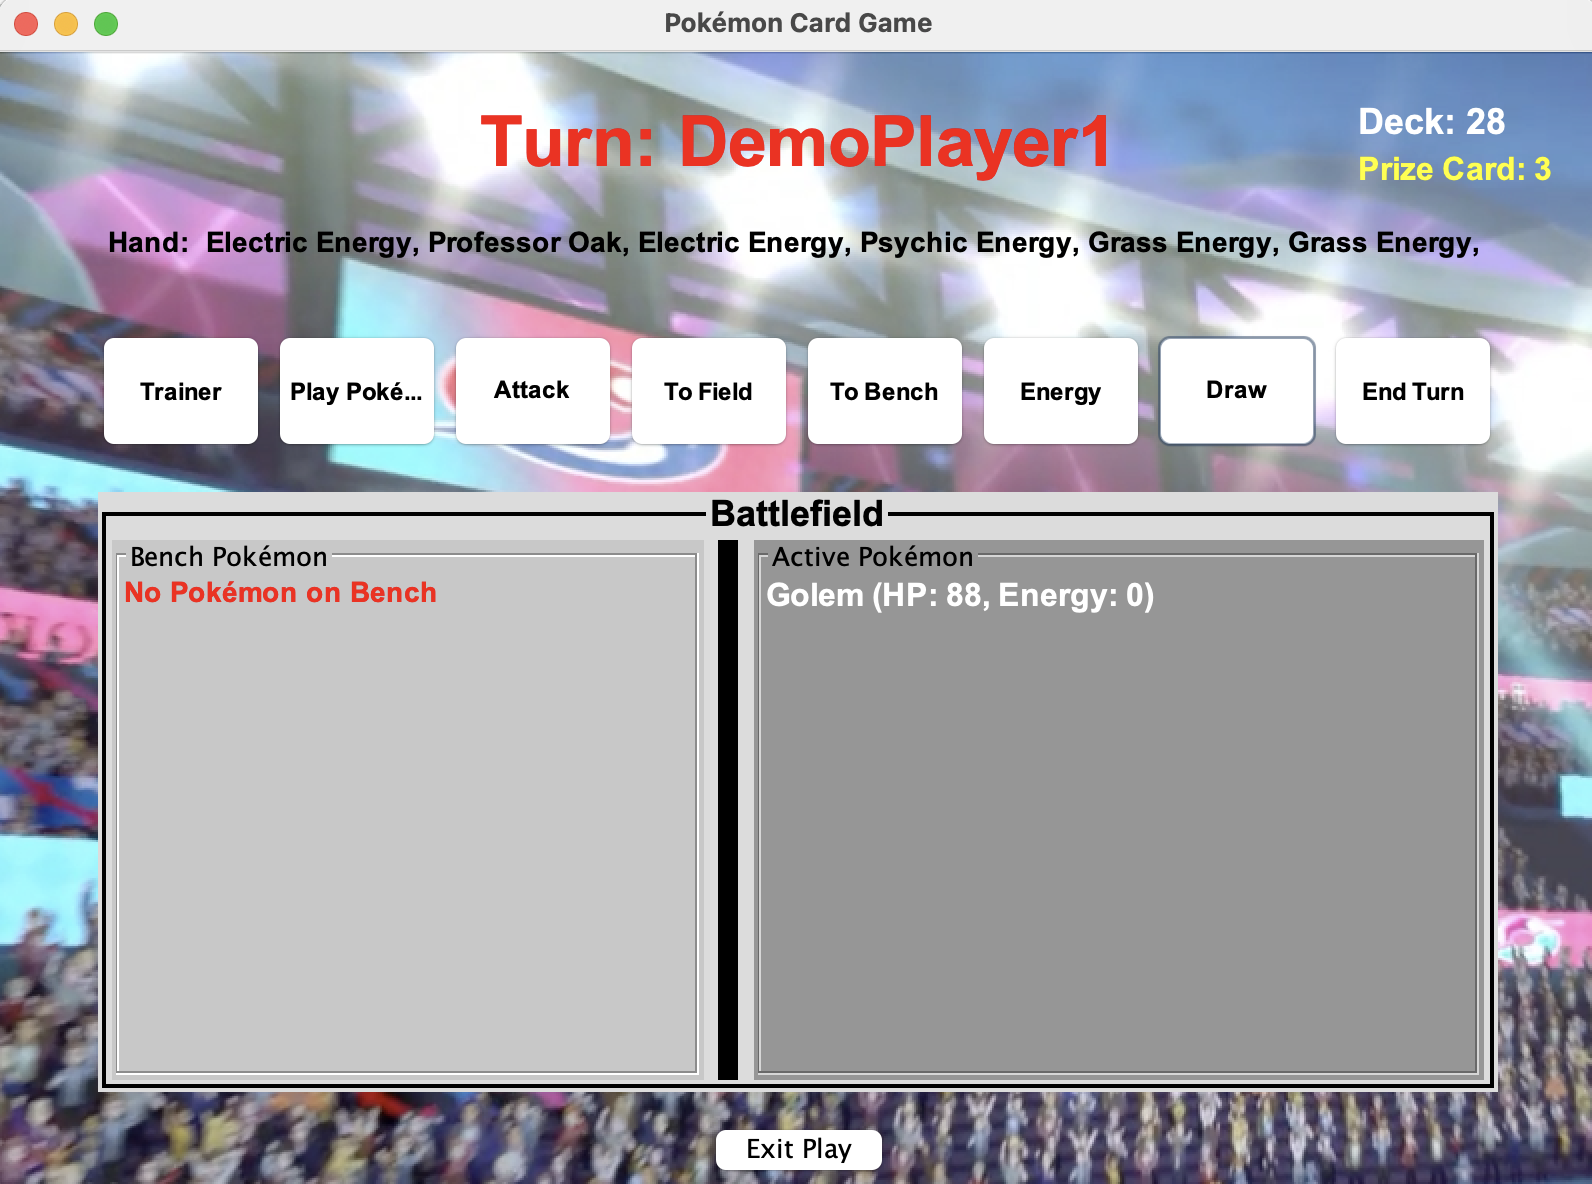 Pokémon Card Game
Turn: DemoPlayer1
Deck: 28
Prize Card: 3
Hand:  Electric Energy, Professor Oak, Electric Energy, Psychic Energy, Grass Energy, Grass Energy,
Trainer
Play Poké...
Attack
To Field
To Bench
Energy
Draw
End Turn
Battlefield
Bench Pokémon
No Pokémon on Bench
Active Pokémon
Golem (HP: 88, Energy: 0)
Exit Play